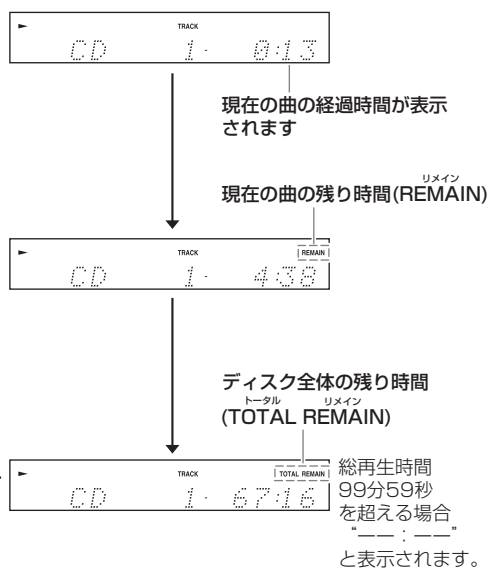 TRACK
CD 1 0:13
現在の曲の経過時間が表示
されます
リメイン
現在の曲の残り時間(REMAIN)
TRACK REMAIN
CD 1 4:38
ディスク全体の残り時間
トータル リメイン
(TOTAL REMAIN)
TRACK TOTAL REMAIN
CD 1 67:16
総再生時間
99分59秒
を超える場合
“−−:−−”
と表示されます。